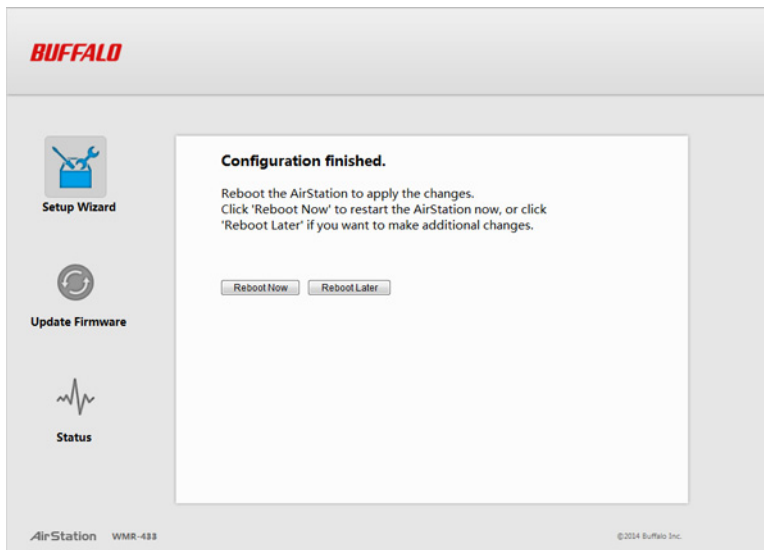 BUFFALO
Setup Wizard
Update Firmware
Status
Configuration finished.
Reboot the AirStation to apply the changes.
Click 'Reboot Now' to restart the AirStation now, or click
'Reboot Later' if you want to make additional changes.
Reboot Now Reboot Later
AirStation WMR-433 ©2014 Buffalo Inc.